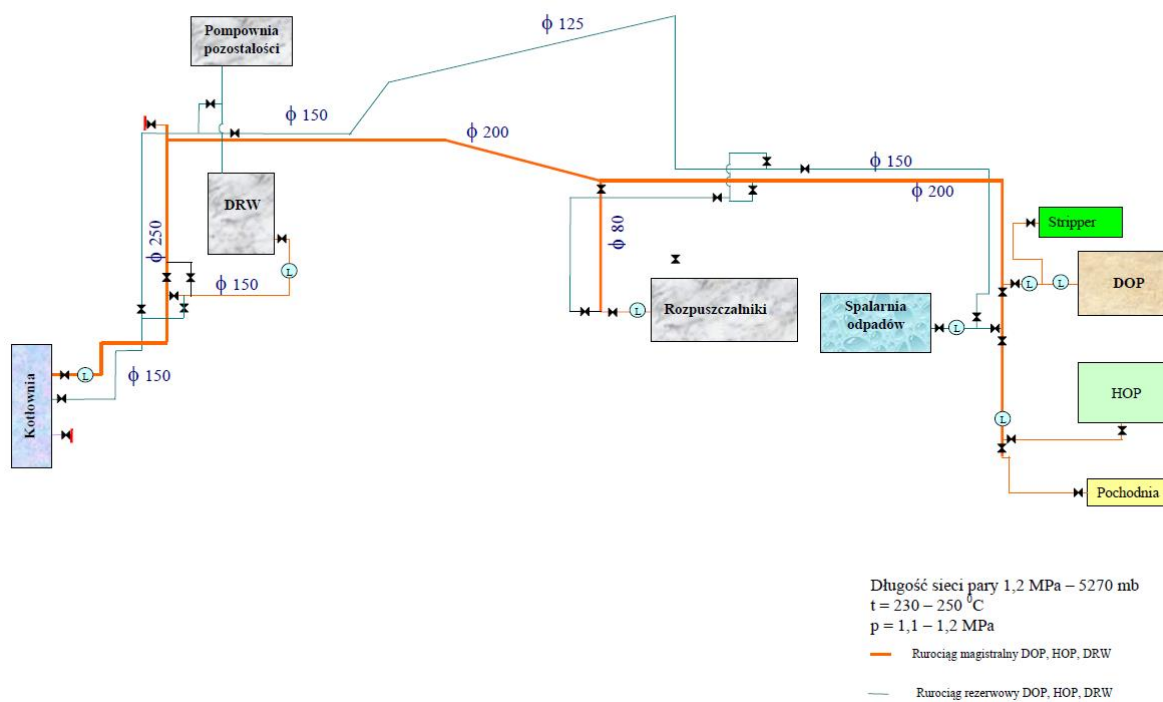 Pompownia
pozostałości
ϕ 125
ϕ 150
ϕ 200
ϕ 150
ϕ 200
DRW
Stripper
ϕ 250
ϕ 80
L
ϕ 150
L
L
DOP
Rozpuszczalniki
L
Spalarnia
odpadów
L
Kotłownia
L
ϕ 150
HOP
L
Pochodnia
Długość sieci pary 1,2 MPa – 5270 mb
t = 230 – 250 ⁰C
p = 1,1 – 1,2 MPa
Rurociąg magistralny DOP, HOP, DRW
Rurociąg rezerwowy DOP, HOP, DRW